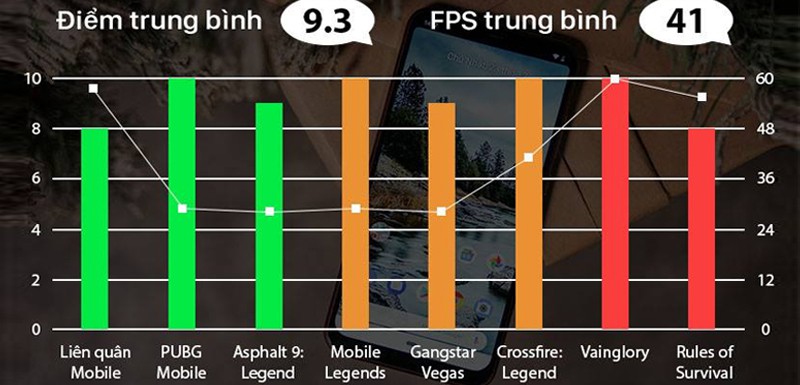 Điểm trung bình 9.3 FPS trung bình 41
10 60
8 48
6 36
4 24
2 12
0 0
Liên quân PUBG Asphalt 9: Mobile Gangstar Crossfire: Vainglory Rules of
Mobile Mobile Legend Legends Vegas Legend Survival